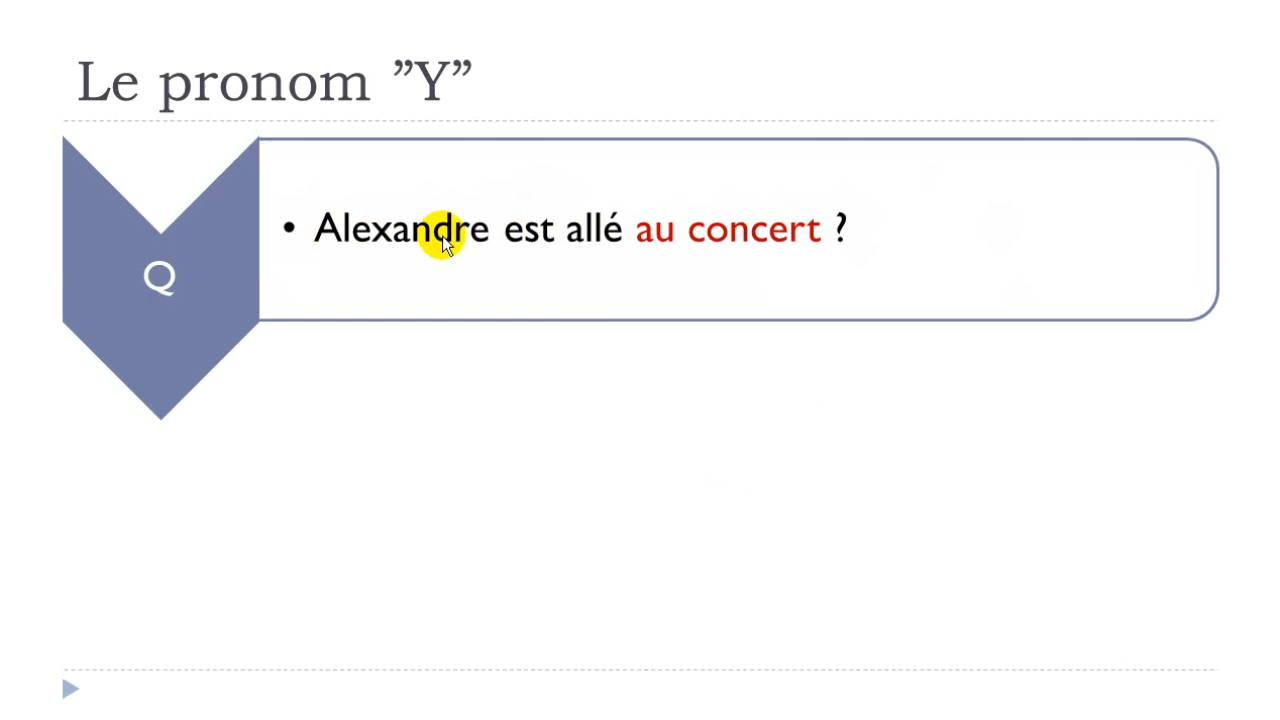 Le pronom ”Y”
Q
• Alexandre est allé au concert ?